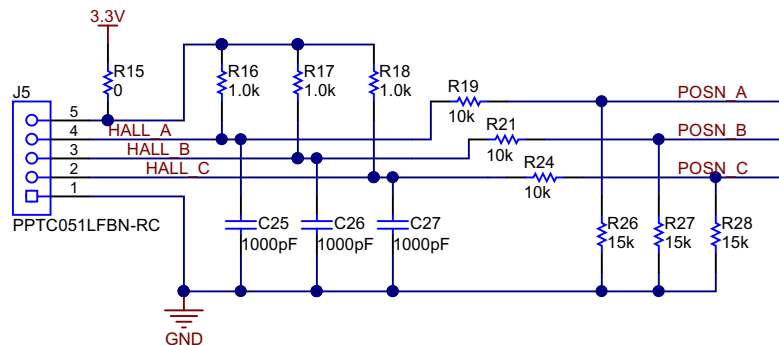 3.3V
R15
0
R16
1.0k
R17
1.0k
R18
1.0k
J5
5
4
3
2
1
HALL_A
HALL_B
HALL_C
PPTC051LFBN-RC
R19
10k
R21
10k
R24
10k
POSN_A
POSN_B
POSN_C
C25
1000pF
C26
1000pF
C27
1000pF
R26
15k
R27
15k
R28
15k
GND